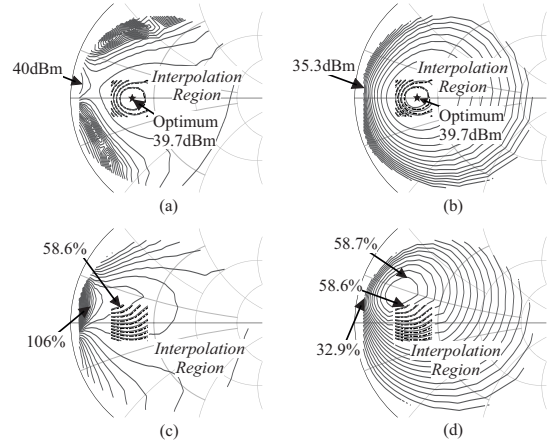 40dBm
Interpolation
Region
Optimum
39.7dBm
(a)
35.3dBm
Interpolation
Region
Optimum
39.7dBm
(b)
58.6%
106%
Interpolation
Region
(c)
58.7%
58.6%
32.9%
Interpolation
Region
(d)